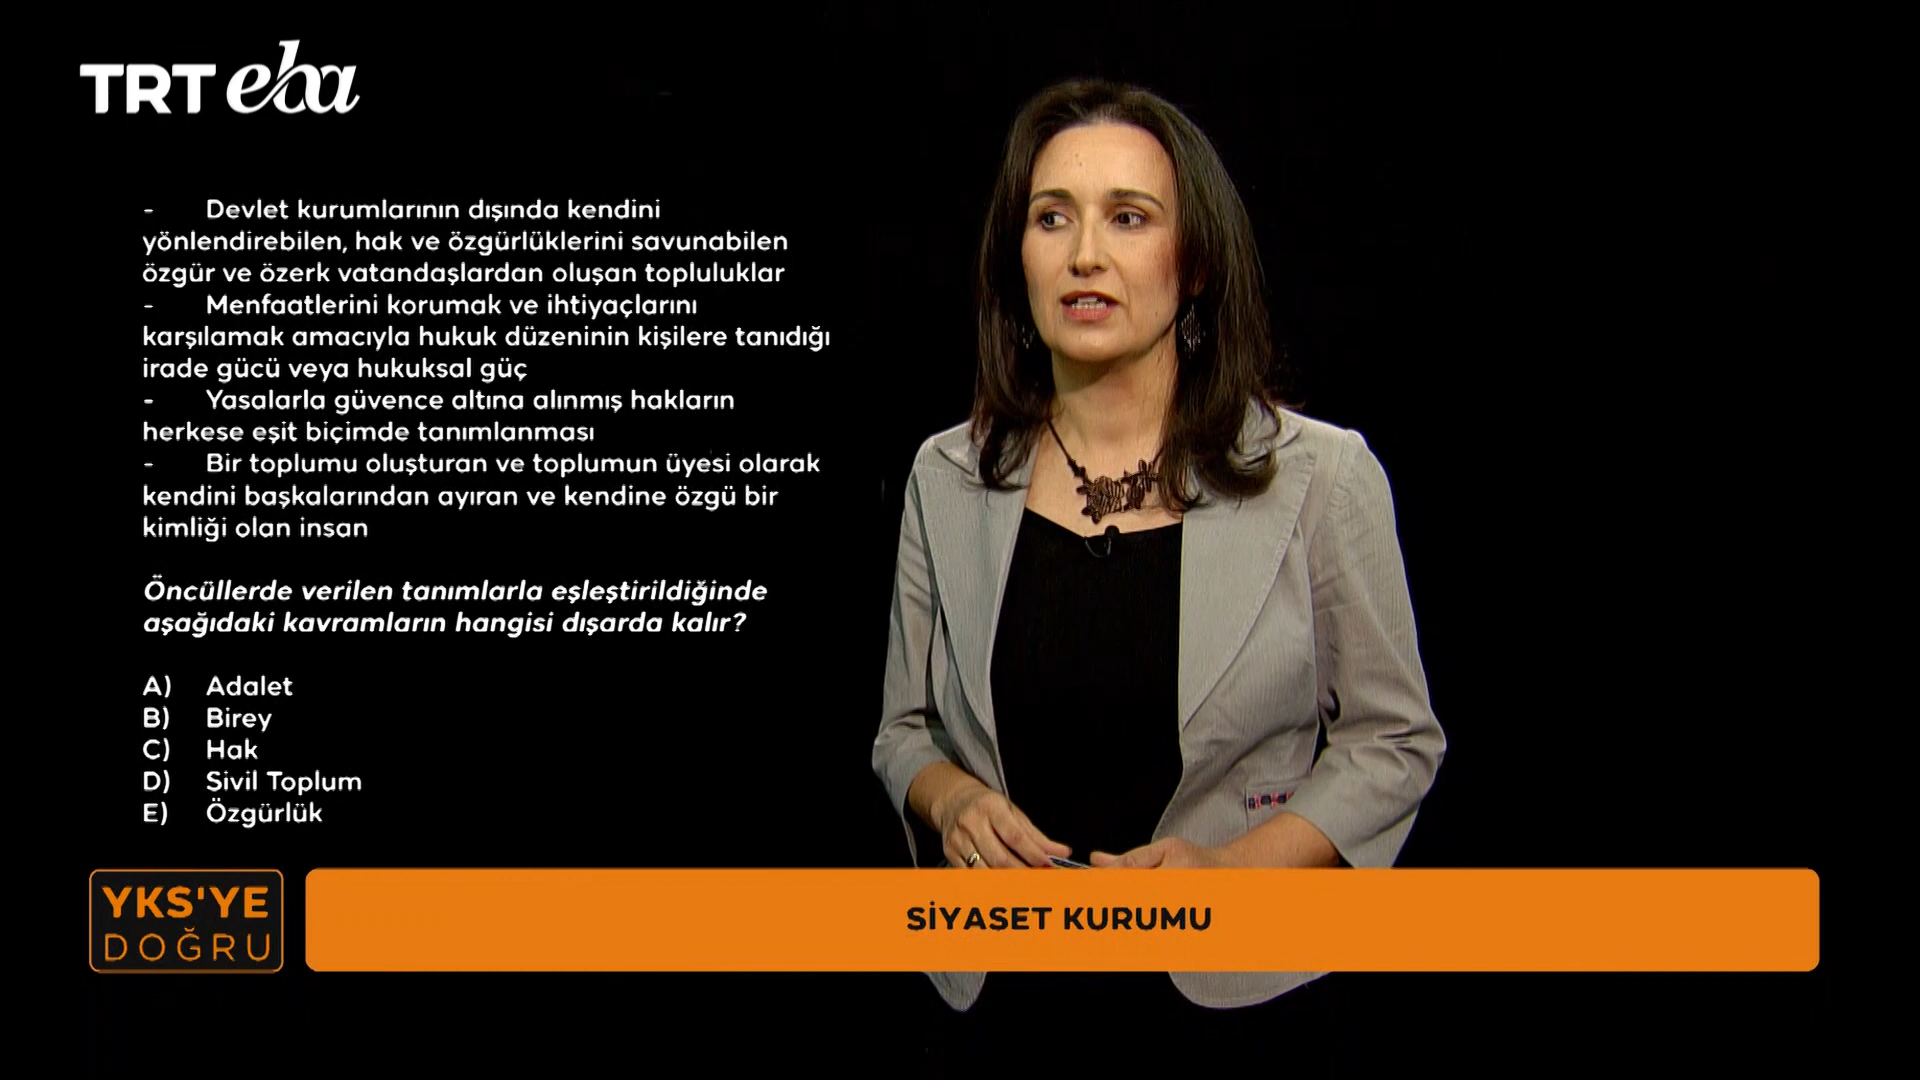 TRT eba
- Devlet kurumlarının dışında kendini
yönlendirebilen, hak ve özgürlüklerini savunabilen
özgür ve özerk vatandaşlardan oluşan topluluklar
- Menfaatlerini korumak ve ihtiyaçlarını
karşılamak amacıyla hukuk düzeninin kişilere tanıdığı
irade gücü veya hukuksal güç
- Yasalarla güvence altına alınmış hakların
herkese eşit biçimde tanımlanması
- Bir toplumu oluşturan ve toplumun üyesi olarak
kendini başkalarından ayıran ve kendine özgü bir
kimliği olan insan
Öncüllerde verilen tanımlarla eşleştirildiğinde
aşağıdaki kavramların hangisi dışarda kalır?
A) Adalet
B) Birey
C) Hak
D) Sivil Toplum
E) Özgürlük
YKS'YE
DOĞRU
SİYASET KURUMU